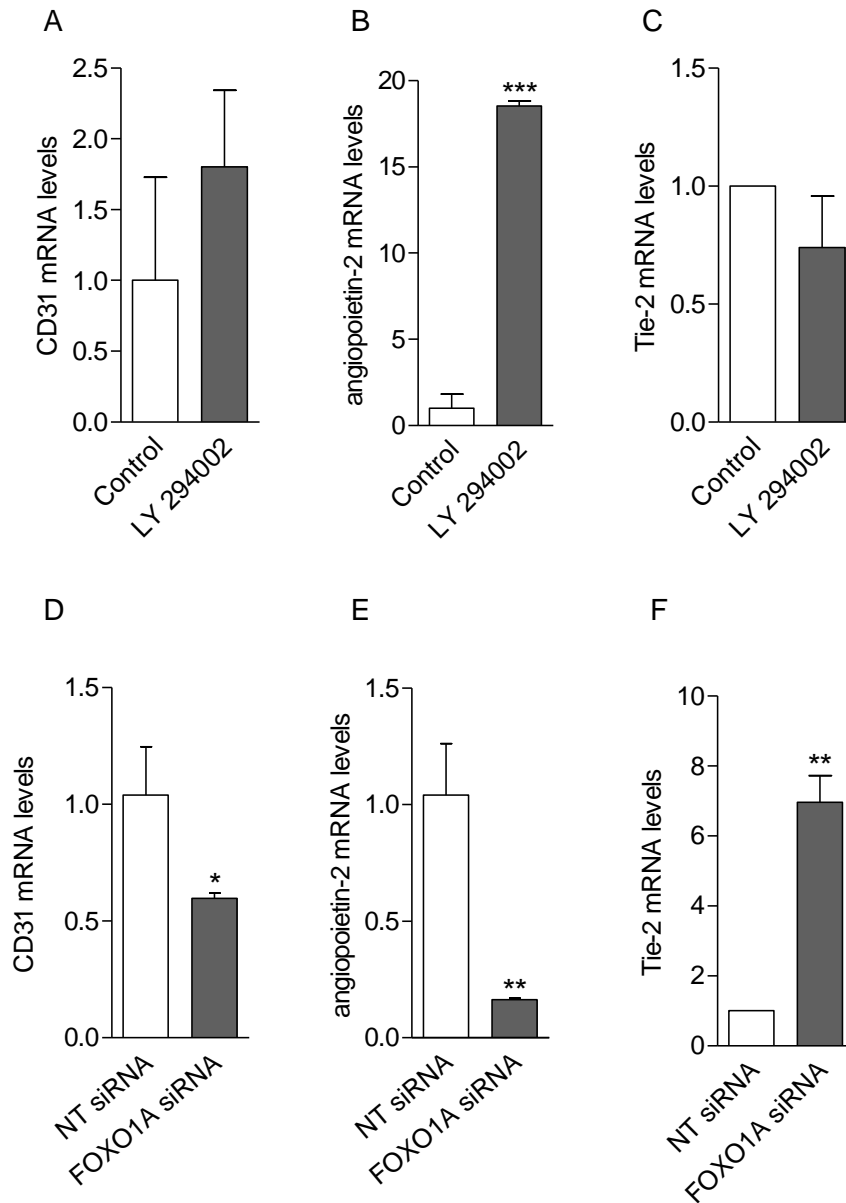 A
CD31 mRNA levels
2.5
2.0
1.5
1.0
0.5
0.0
Control
LY 294002
B
angiopoietin-2 mRNA levels
20
15
10
5
0
***
Control
LY 294002
C
Tie-2 mRNA levels
1.5
1.0
0.5
0.0
Control
LY 294002
D
CD31 mRNA levels
1.5
1.0
0.5
0.0
*
NT siRNA
FOXO1A siRNA
E
angiopoietin-2 mRNA levels
1.5
1.0
0.5
0.0
**
NT siRNA
FOXO1A siRNA
F
Tie-2 mRNA levels
10
8
6
4
2
0
**
NT siRNA
FOXO1A siRNA